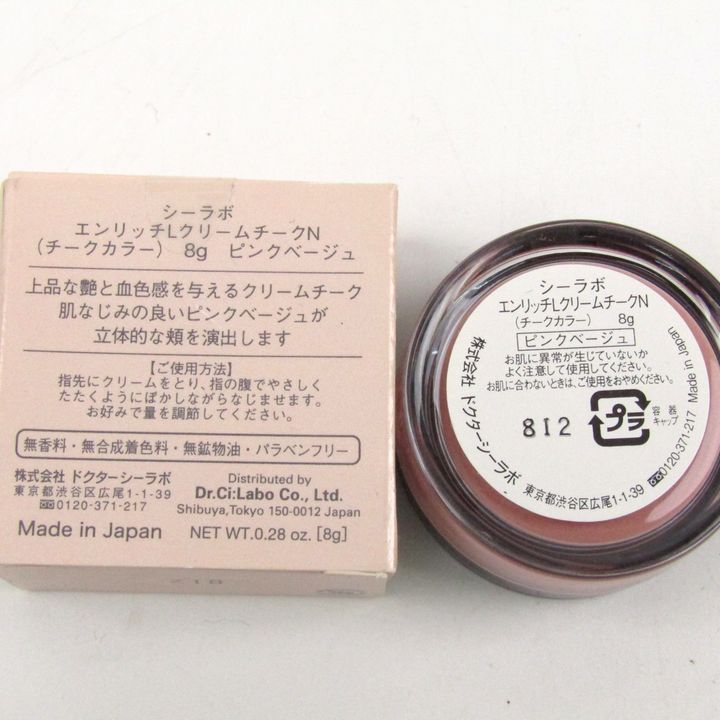 シーラボ
エンリッチLクリームチークN
（チークカラー） 8g ピンクベージュ
上品な艶と血色感を与えるクリームチーク
肌なじみの良いピンクベージュが
立体的な頬を演出します
【ご使用方法】
指先にクリームをとり、指の腹でやさしく
たたくようにぼかしながらなじませます。
お好みで量を調節してください。
無香料・無合成着色料・無鉱物油・パラベンフリー
株式会社 ドクターシーラボ
東京都渋谷区広尾1-1-39
0120-371-217
Distributed by
Dr.Ci:Labo Co., Ltd.
Shibuya,Tokyo 150-0012 Japan
Made in Japan NET WT.0.28 oz. [8g]
シーラボ
エンリッチLクリームチークN
（チークカラー） 8g
ピンクベージュ
お肌に異常が生じていないか
よく注意して使用してください。
お肌に合わないときは、ご使用をおやめください。
812
プラ
容器
キャップ
株式会社 ドクターシーラボ 東京都渋谷区広尾1-1-39 0120-371-217 Made in Japan